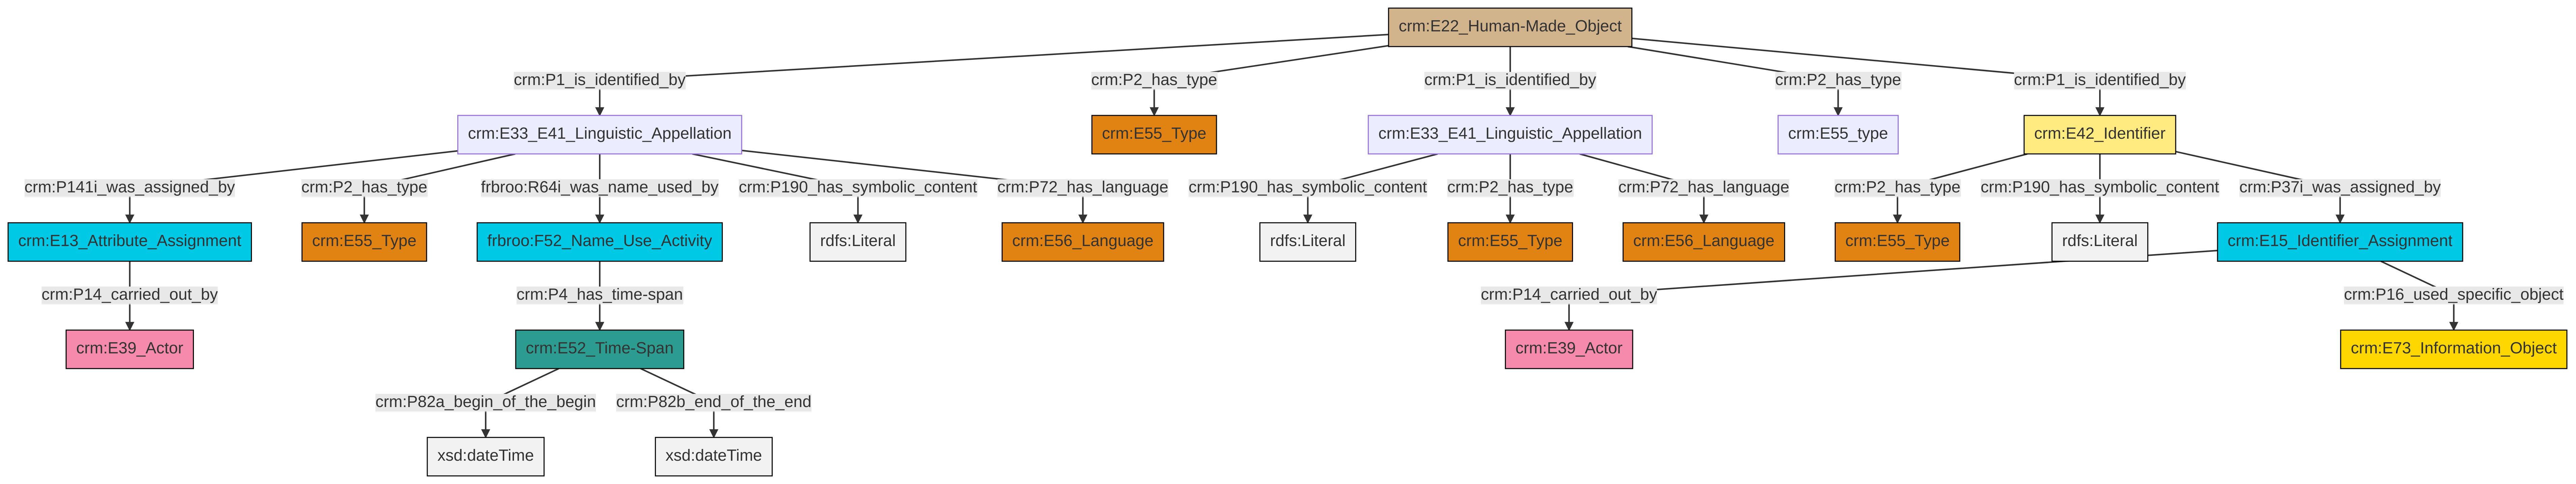 crm:E22_Human-Made_Object
crm:P1_is_identified_by
crm:P2_has_type
crm:P1_is_identified_by
crm:P2_has_type
crm:P1_is_identified_by
crm:E33_E41_Linguistic_Appellation
crm:E55_Type
crm:E33_E41_Linguistic_Appellation
crm:E55_type
crm:E42_Identifier
crm:P141i_was_assigned_by
crm:P2_has_type
frbroo:R64i_was_name_used_by
crm:P190_has_symbolic_content
crm:P72_has_language
crm:P190_has_symbolic_content
crm:P2_has_type
crm:P72_has_language
crm:P2_has_type
crm:P190_has_symbolic_content
crm:P37i_was_assigned_by
crm:E13_Attribute_Assignment
crm:E55_Type
frbroo:F52_Name_Use_Activity
rdfs:Literal
crm:E56_Language
rdfs:Literal
crm:E55_Type
crm:E56_Language
crm:E55_Type
rdfs:Literal
crm:E15_Identifier_Assignment
crm:P14_carried_out_by
crm:P4_has_time-span
crm:P14_carried_out_by
crm:P16_used_specific_object
crm:E39_Actor
crm:E52_Time-Span
crm:E39_Actor
crm:E73_Information_Object
crm:P82a_begin_of_the_begin
crm:P82b_end_of_the_end
xsd:dateTime
xsd:dateTime